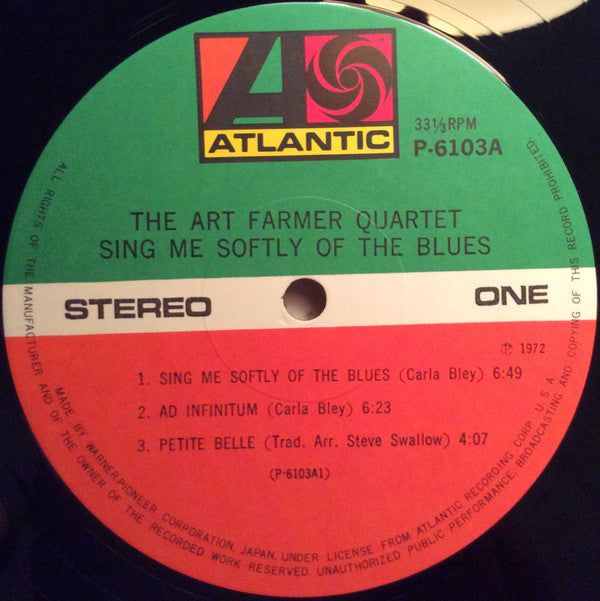 ATLANTIC
33⅓RPM
P-6103A
THE ART FARMER QUARTET
SING ME SOFTLY OF THE BLUES
STEREO
ONE
℗ 1972
1. SING ME SOFTLY OF THE BLUES (Carla Bley) 6:49
2. AD INFINITUM (Carla Bley) 6:23
3. PETITE BELLE (Trad. Arr. Steve Swallow) 4:07
(P-6103A1)
MADE BY WARNER-PIONEER CORPORATION, JAPAN, UNDER LICENSE FROM ATLANTIC RECORDING CORP. U.S.A.
ALL RIGHTS OF THE MANUFACTURER AND OF THE OWNER OF THE RECORDED WORK RESERVED. UNAUTHORIZED PUBLIC PERFORMANCE, BROADCASTING AND COPYING OF THIS RECORD PROHIBITED